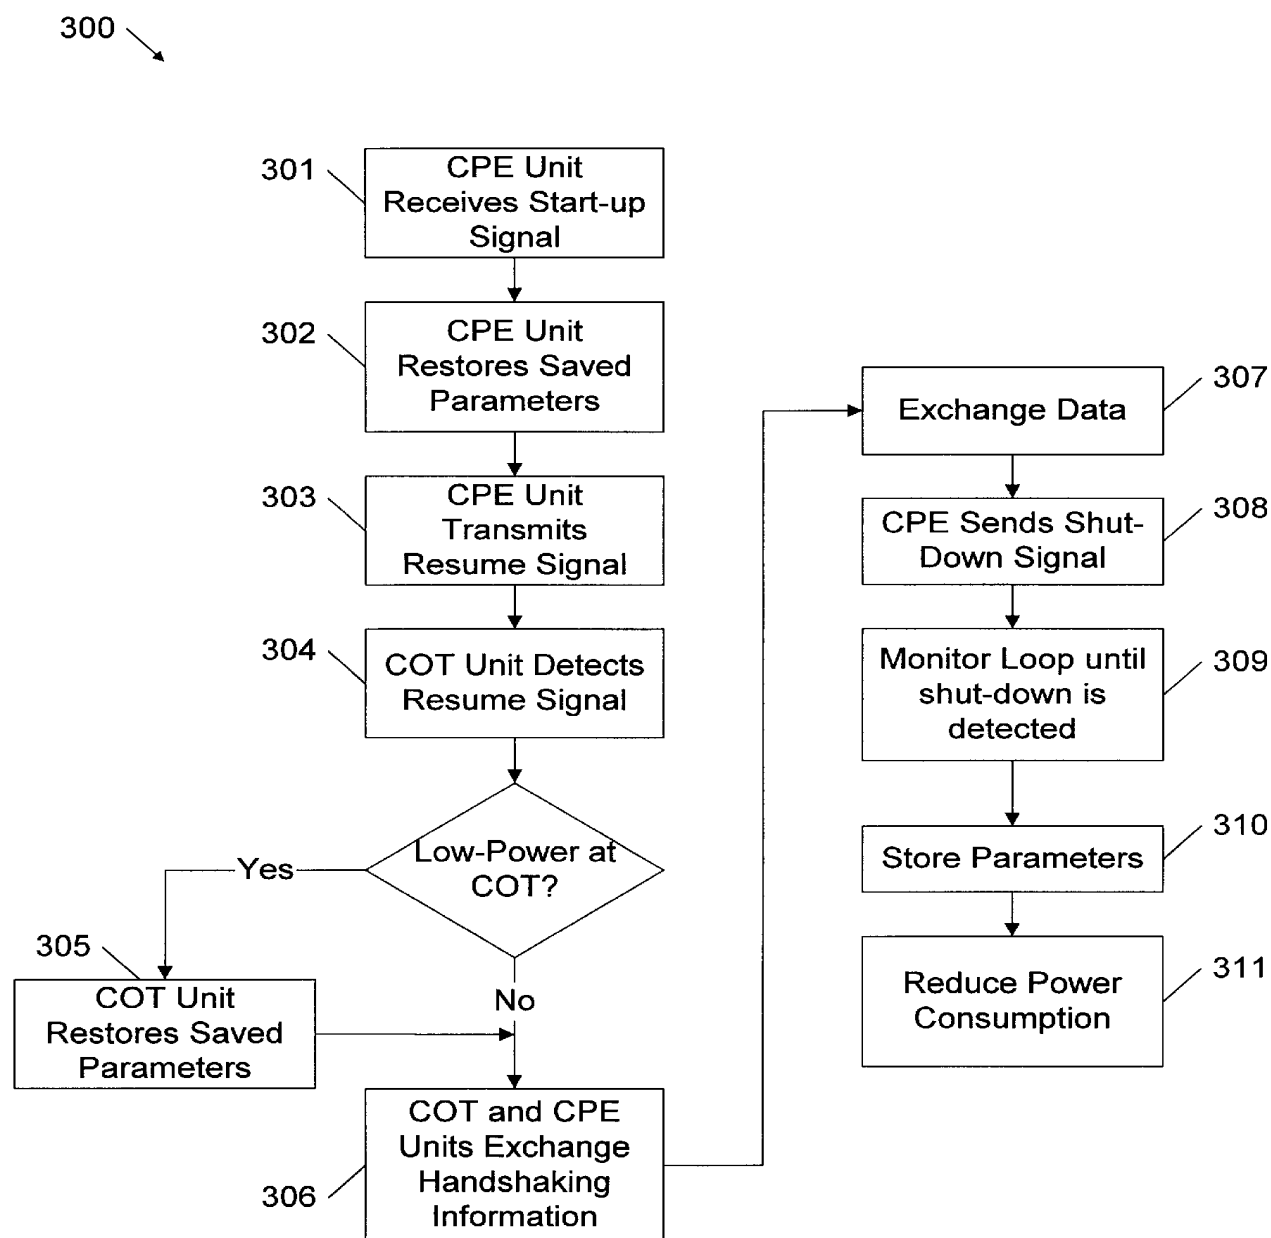 300
301
CPE Unit
Receives Start-up
Signal
302
CPE Unit
Restores Saved
Parameters
303
CPE Unit
Transmits
Resume Signal
304
COT Unit Detects
Resume Signal
Low-Power at
COT?
Yes
No
305
COT Unit
Restores Saved
Parameters
306
COT and CPE
Units Exchange
Handshaking
Information
307
Exchange Data
308
CPE Sends Shut-
Down Signal
309
Monitor Loop until
shut-down is
detected
310
Store Parameters
311
Reduce Power
Consumption